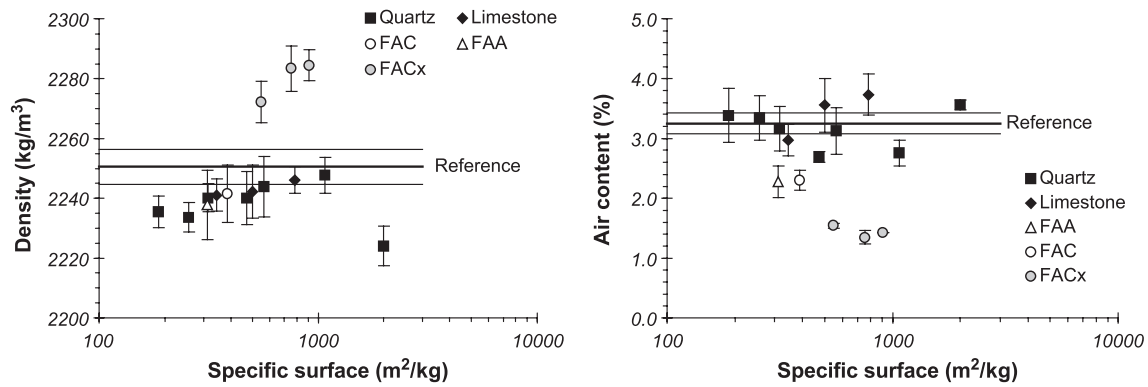 2300
2280
2260
2240
2220
2200
Density (kg/m³)
Quartz
Limestone
FAC
FAA
FACx
Reference
100
1000
10000
Specific surface (m²/kg)
5.0
4.0
3.0
2.0
1.0
0.0
Air content (%)
Reference
Quartz
Limestone
FAA
FAC
FACx
100
1000
10000
Specific surface (m²/kg)